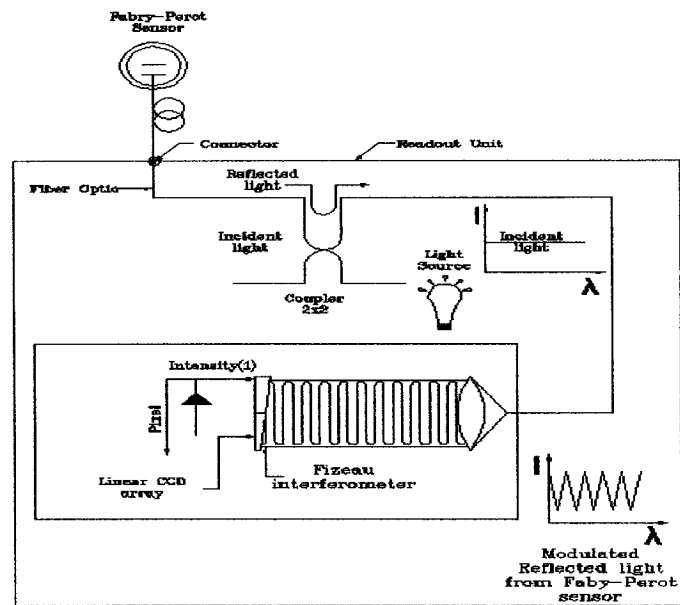 Fabry-Perot
Sensor
Connector
Readout Unit
Fiber Optic
Reflected
light
Incident
light
Light
Source
I
Incident
light
λ
Coupler
2x2
Intensity(1)
Pixel
Linear CCD
array
Fizeau
interferometer
I
λ
Modulated
Reflected light
from Faby-Perot
sensor